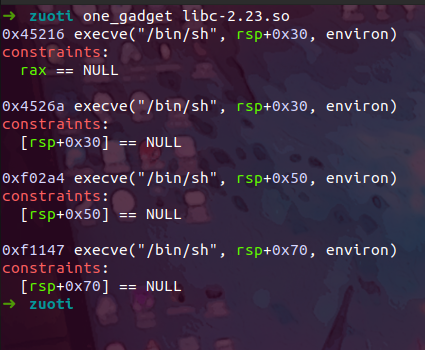 ➜ zuoti one_gadget libc-2.23.so
0x45216 execve("/bin/sh", rsp+0x30, environ)
constraints:
  rax == NULL

0x4526a execve("/bin/sh", rsp+0x30, environ)
constraints:
  [rsp+0x30] == NULL

0xf02a4 execve("/bin/sh", rsp+0x50, environ)
constraints:
  [rsp+0x50] == NULL

0xf1147 execve("/bin/sh", rsp+0x70, environ)
constraints:
  [rsp+0x70] == NULL
➜ zuoti